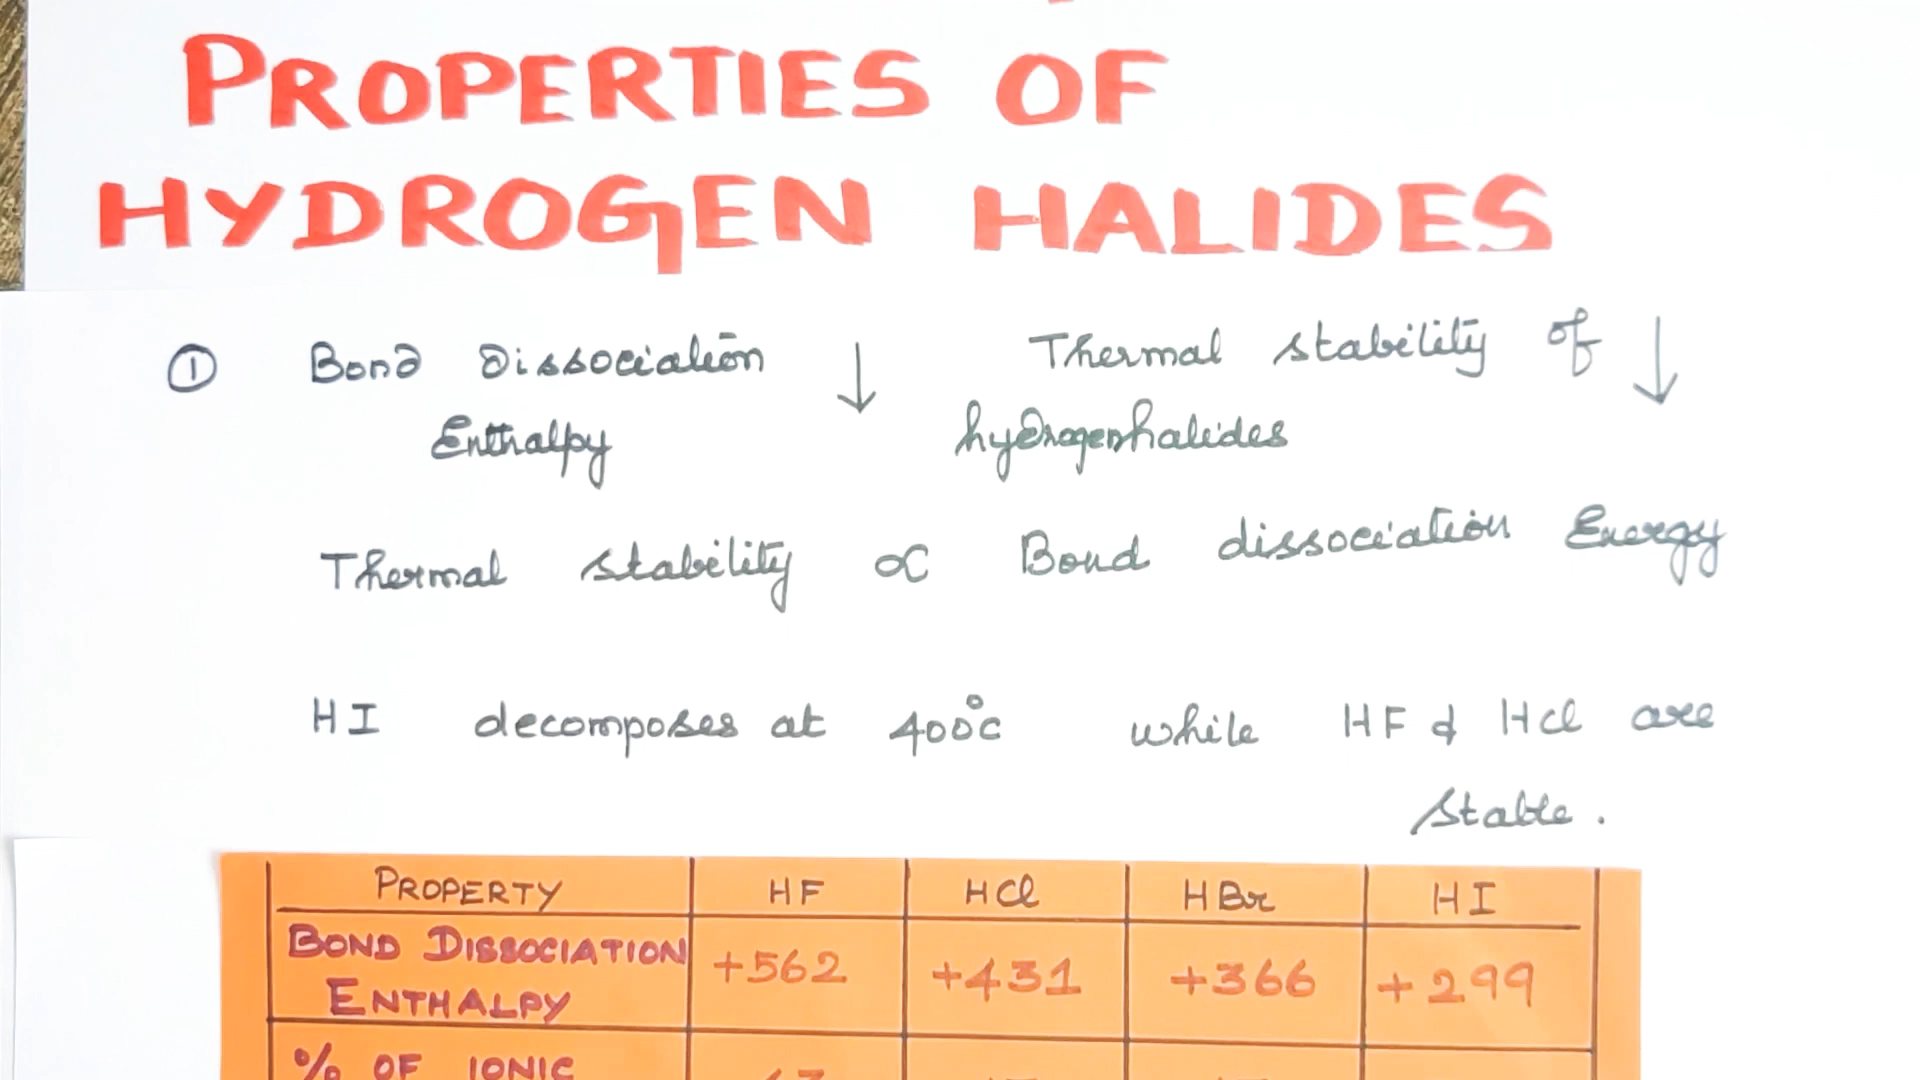 PROPERTIES OF
HYDROGEN HALIDES
① Bond Dissociation ↓ Thermal stability of ↓
Enthalpy hydrogenhalides
Thermal stability ∝ Bond dissociation Energy
HI decomposes at 400°C while HF & HCl are
stable.
PROPERTY HF HCl HBr HI
BOND DISSOCIATION +562 +431 +366 +299
ENTHALPY
% OF IONIC